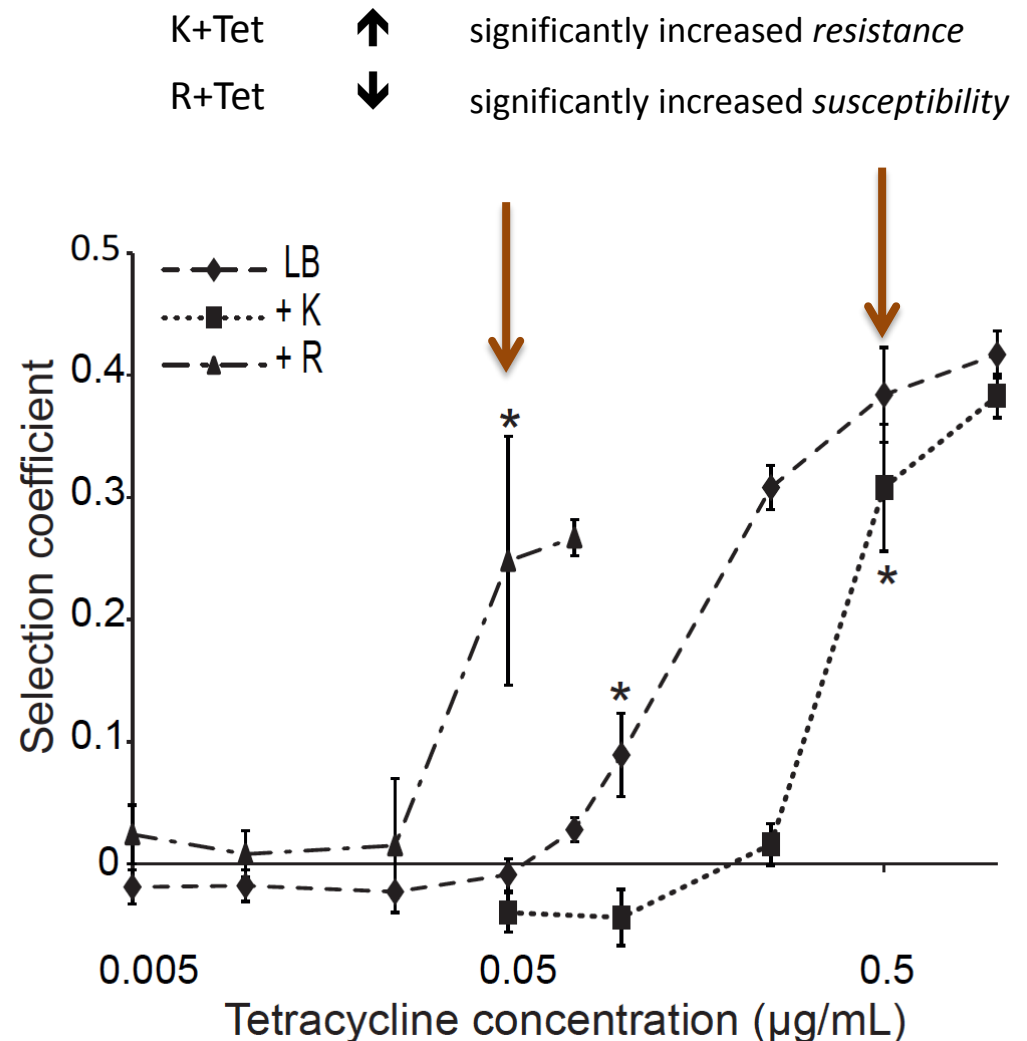 K+Tet ↑ significantly increased resistance
R+Tet ↓ significantly increased susceptibility
0.5
LB
+ K
+ R
0.4
*
0.3
*
0.2
*
0.1
0
Selection coefficient
0.005 0.05 0.5
Tetracycline concentration (μg/mL)